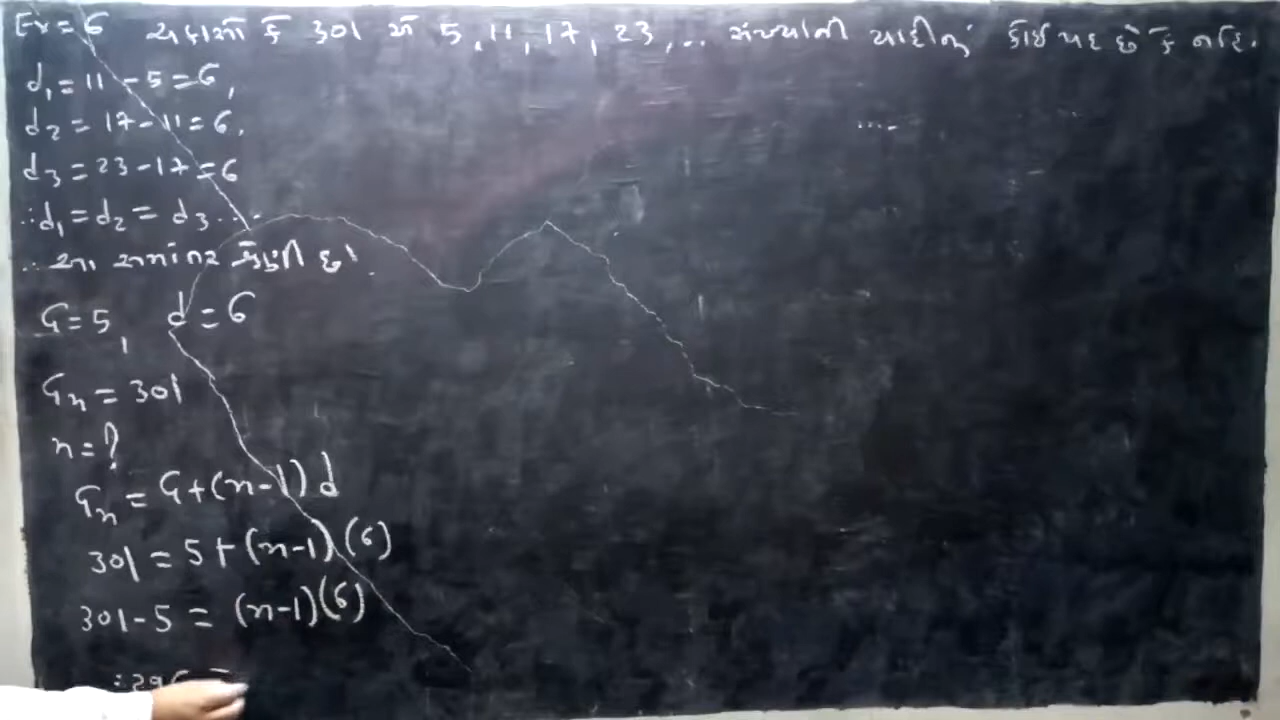 Ex = 6 ચકાસો કે 301 એ 5, 11, 17, 23, ... સંખ્યાની યાદીનું કોઈ પદ છે કે નહિ.
d₁ = 11 - 5 = 6,
d₂ = 17 - 11 = 6,
d₃ = 23 - 17 = 6
∴ d₁ = d₂ = d₃ ...
∴ આ સમાંતર શ્રેણી છે.
a = 5, d = 6
aₙ = 301
n = ?
aₙ = a + (n-1) d
301 = 5 + (n-1) (6)
301 - 5 = (n-1) (6)